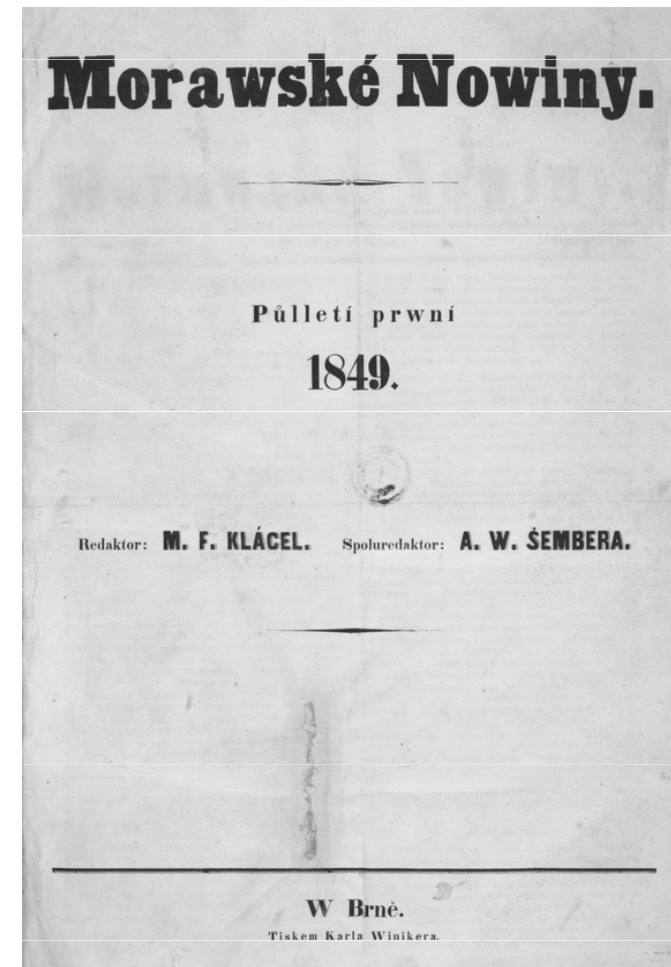 Morawské Nowiny.
Půlletí prwní
1849.
Redaktor: M. F. KLÁCEL. Spoluredaktor: A. W. ŠEMBERA.
W Brně.
Tiskem Karla Winikera.